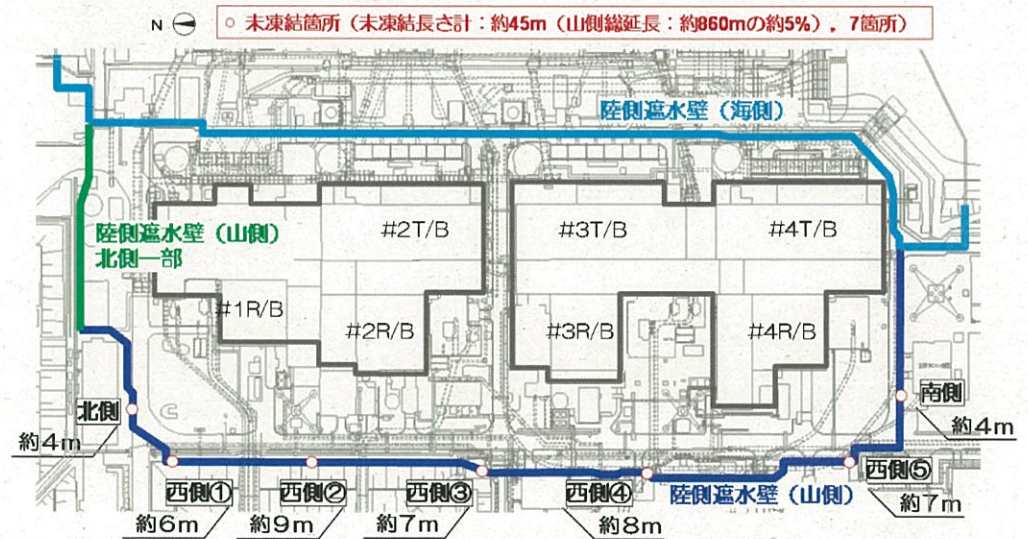 N
○ 未凍結箇所（未凍結長さ計：約45m（山側総延長：約860mの約5%），7箇所）
陸側遮水壁（海側）
陸側遮水壁（山側）
北側一部
#2T/B
#3T/B
#4T/B
#1R/B
#2R/B
#3R/B
#4R/B
北側
約4m
南側
約4m
西側①
約6m
西側②
約9m
西側③
約7m
西側④
約8m
陸側遮水壁（山側）
西側⑤
約7m